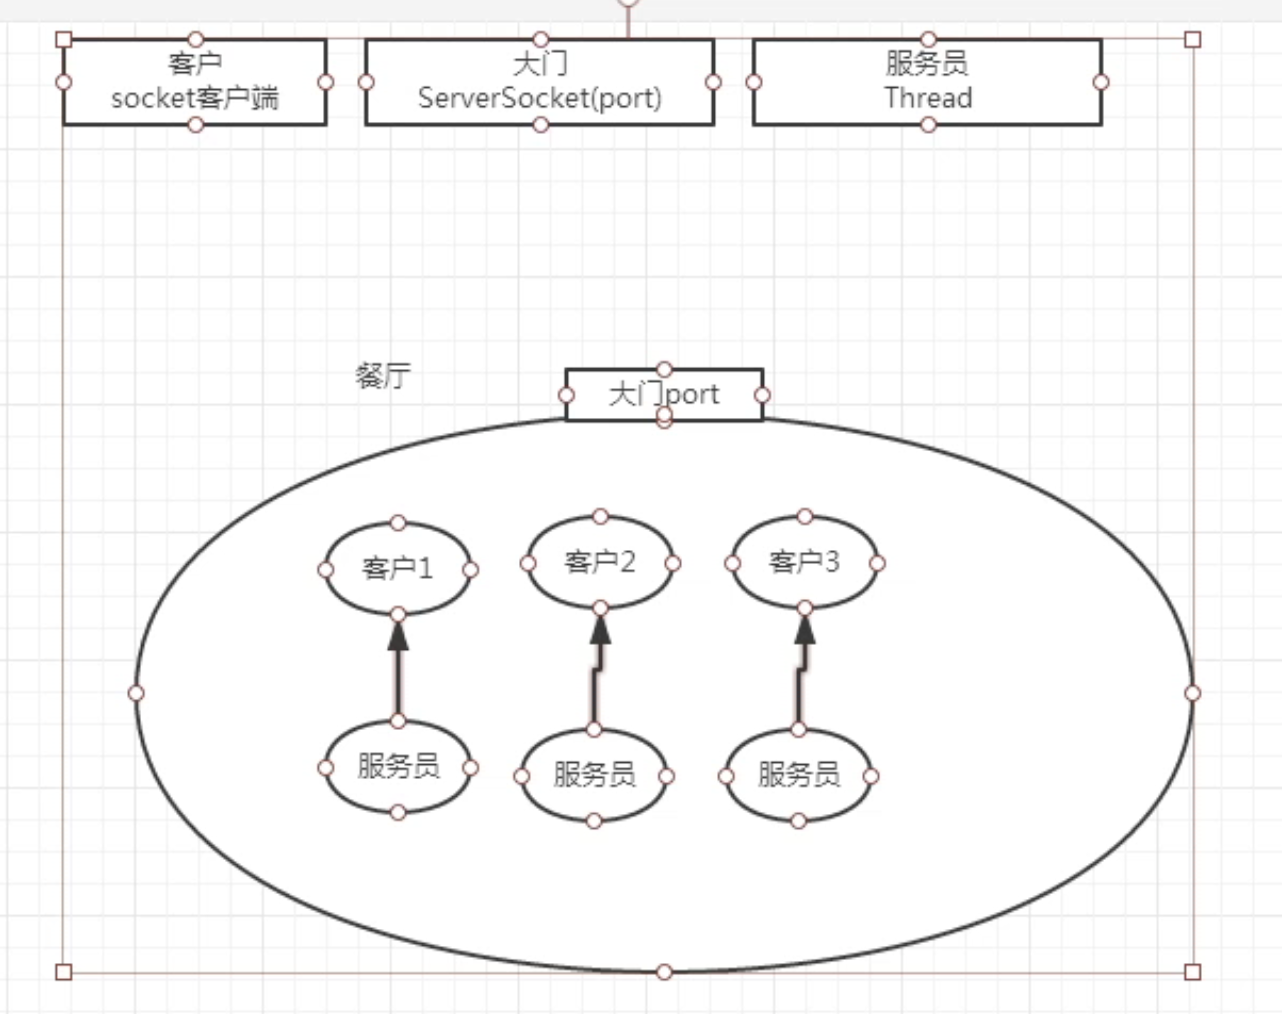 客户
socket客户端
大门
ServerSocket(port)
服务员
Thread
餐厅
大门port
客户1
客户2
客户3
服务员
服务员
服务员